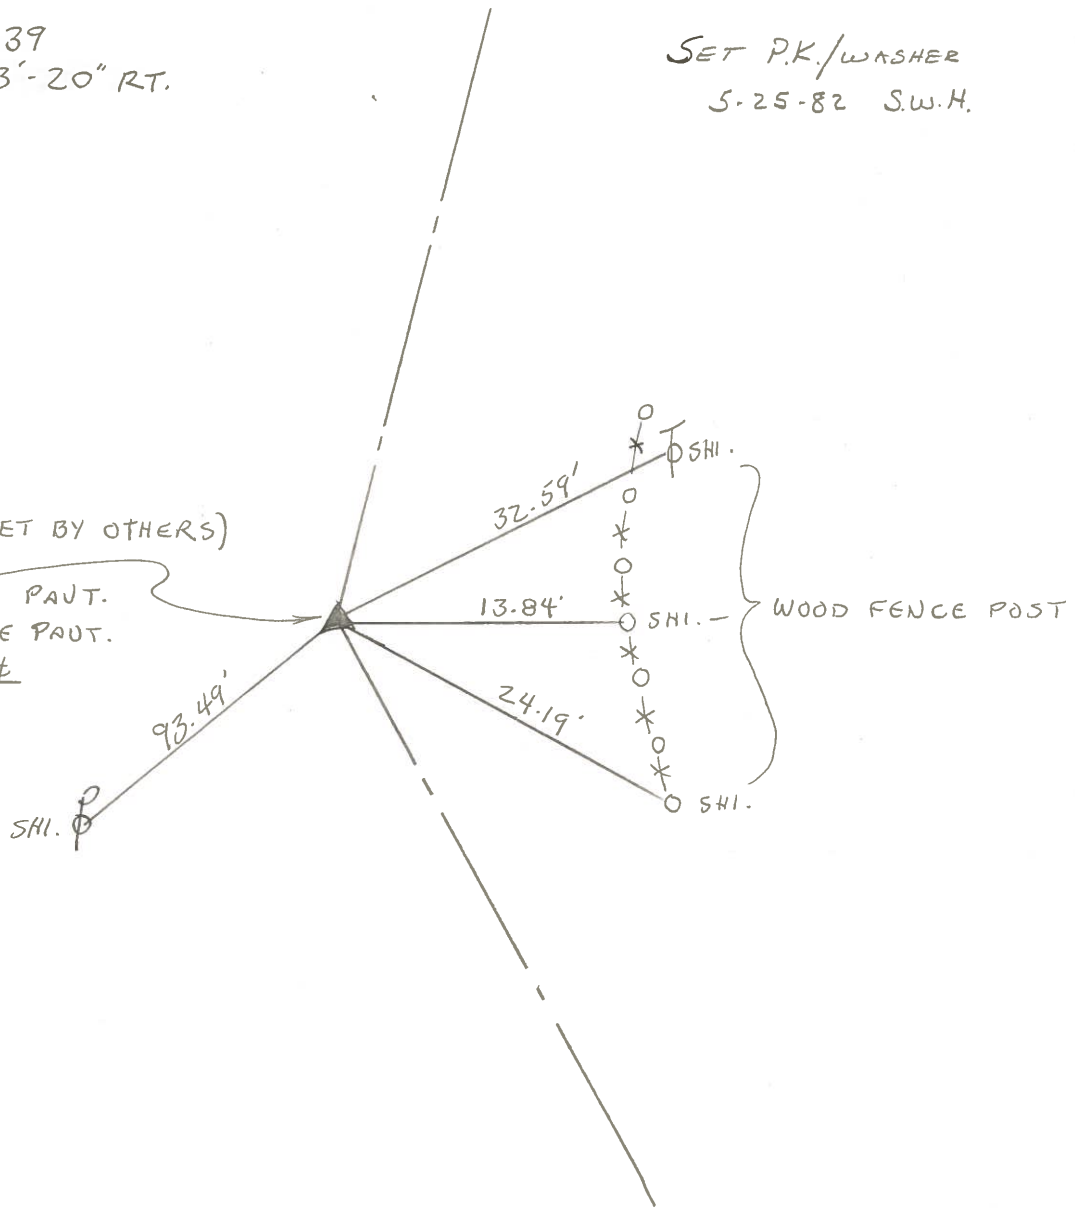 39
3'-20" RT.
SET P.K./WASHER
5-25-82 S.W.H.
SHI.
32.59'
ET BY OTHERS)
PAVT.
E PAVT.
13.84'
SHI.
WOOD FENCE POST
24.19'
93.49'
SHI.
SHI.